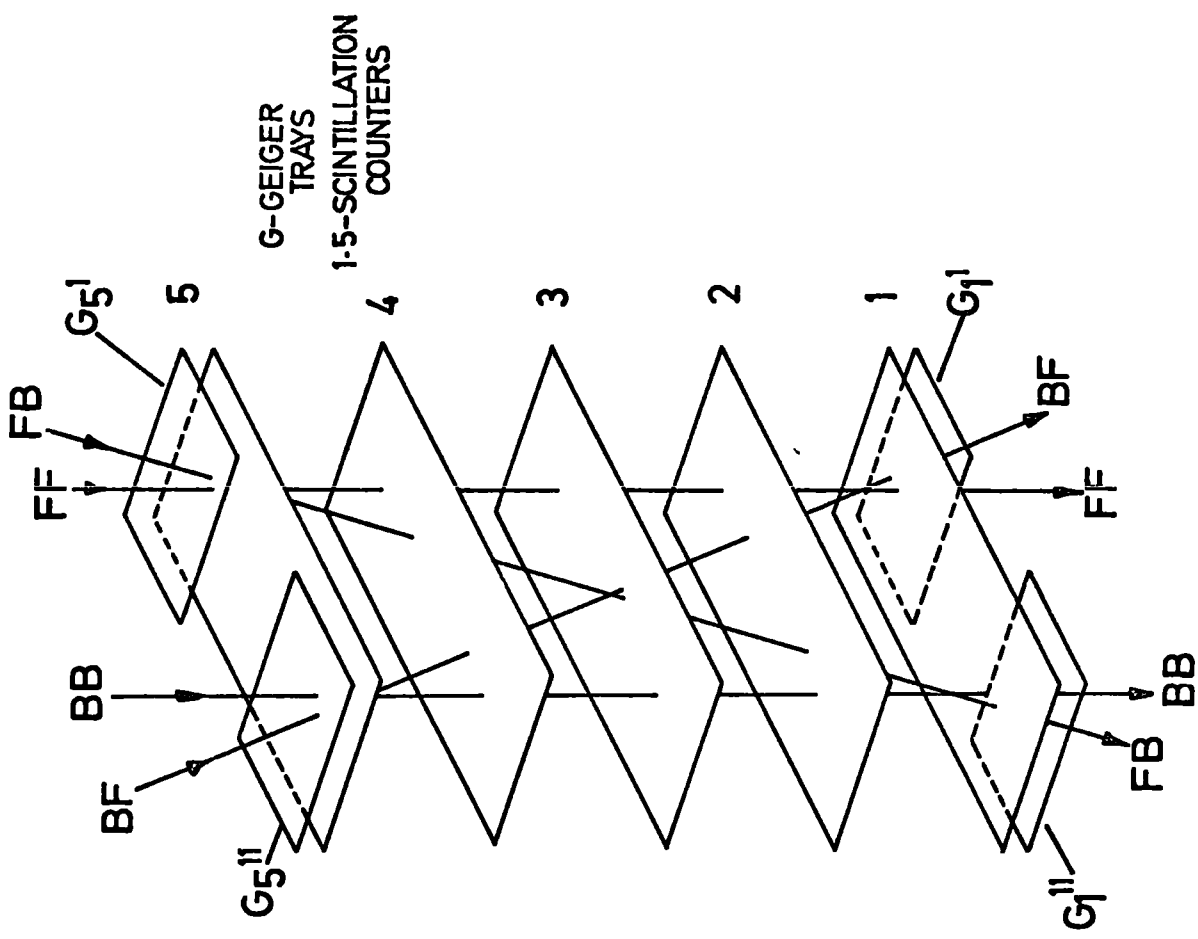 G-GEIGER
TRAYS
1-5-SCINTILLATION
COUNTERS
G5I
5
4
3
2
1
G1I
FB
FF
BB
BF
G5II
BF
FF
BB
FB
G1II